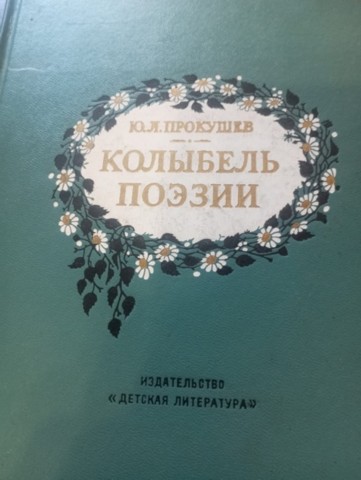 Ю.Л.ПРОКУШЕВ
КОЛЫБЕЛЬ
ПОЭЗИИ
ИЗДАТЕЛЬСТВО
«ДЕТСКАЯ ЛИТЕРАТУРА»